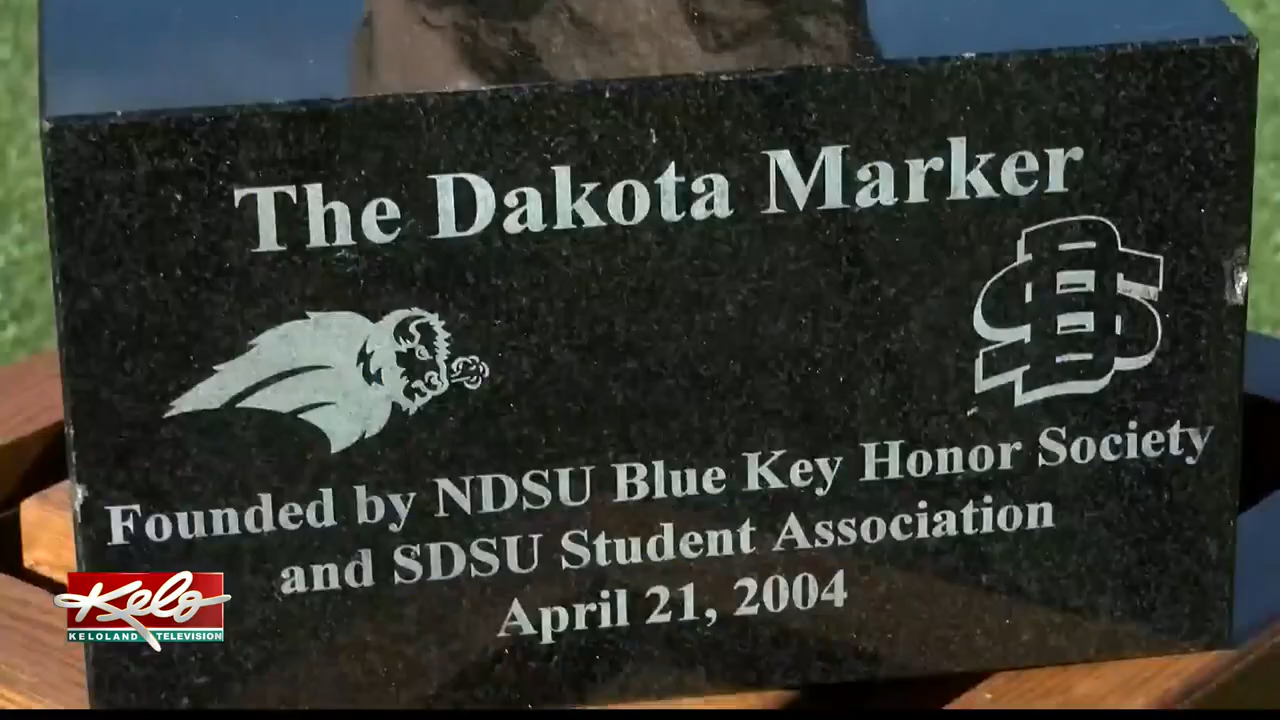 The Dakota Marker
SD
Founded by NDSU Blue Key Honor Society
and SDSU Student Association
April 21, 2004
Kelo
KELOLAND TELEVISION